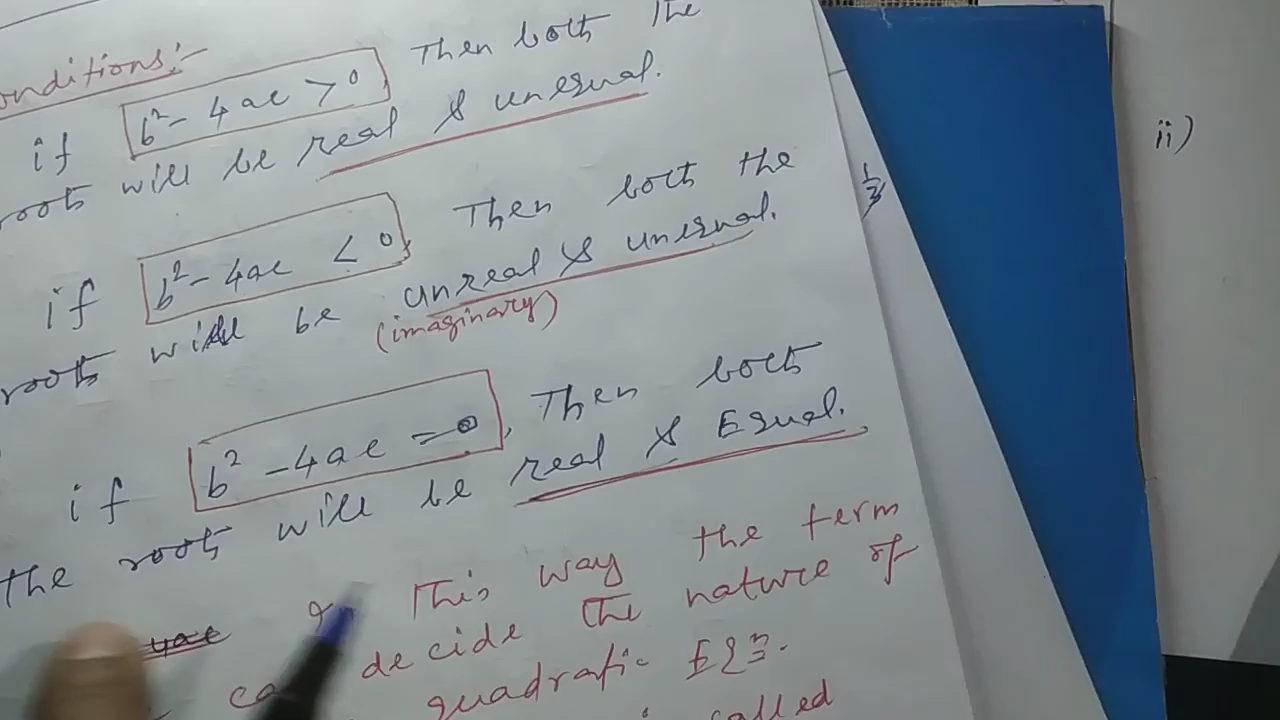 onditions:-
if b²-4ac > 0, Then both the
roots will be real & unequal.
if b²-4ac < 0, Then both the
roots will be unreal & unequal.
(imaginary)
if b²-4ac = 0, Then both
the roots will be real & Equal.
This way the term
decide the nature of
quadratic Eqn.
called
1/3
ii)